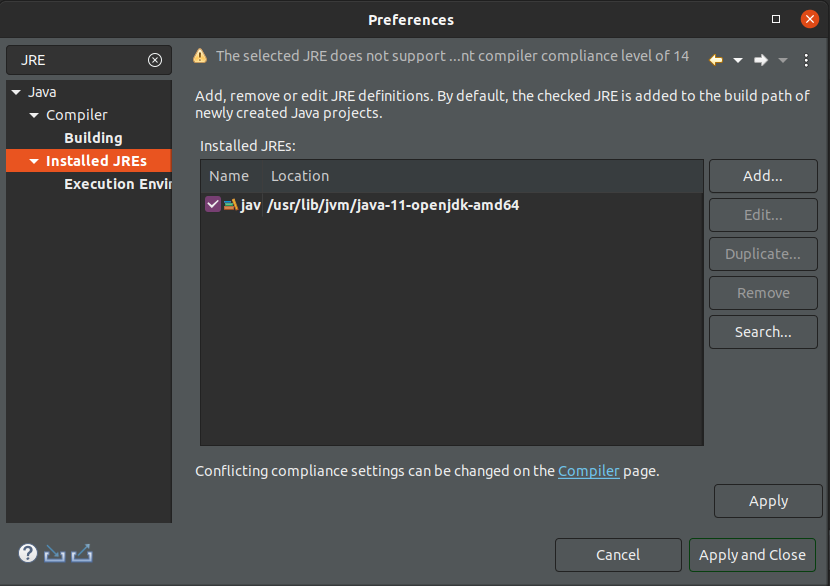 Preferences
JRE
The selected JRE does not support ...nt compiler compliance level of 14
Java
Compiler
Building
Installed JREs
Execution Envir
Add, remove or edit JRE definitions. By default, the checked JRE is added to the build path of
newly created Java projects.
Installed JREs:
Name Location
jav /usr/lib/jvm/java-11-openjdk-amd64
Add...
Edit...
Duplicate...
Remove
Search...
Conflicting compliance settings can be changed on the Compiler page.
Apply
?
Cancel Apply and Close